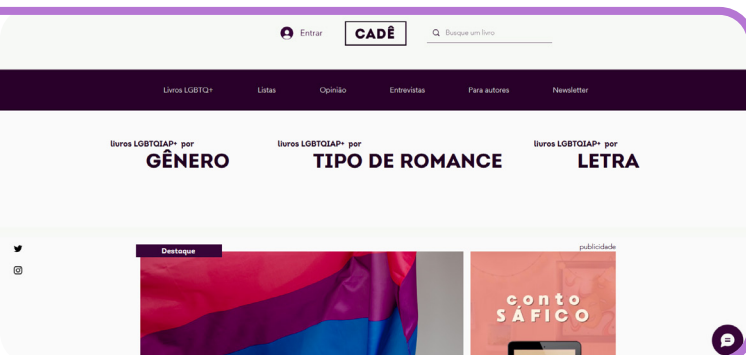 Entrar
CADÊ
Busque um livro
Livros LGBTQ+ Listas Opinião Entrevistas Para autores Newsletter
livros LGBTQIAP+ por
GÊNERO
livros LGBTQIAP+ por
TIPO DE ROMANCE
livros LGBTQIAP+ por
LETRA
Destaque
publicidade
conto
SÁFICO